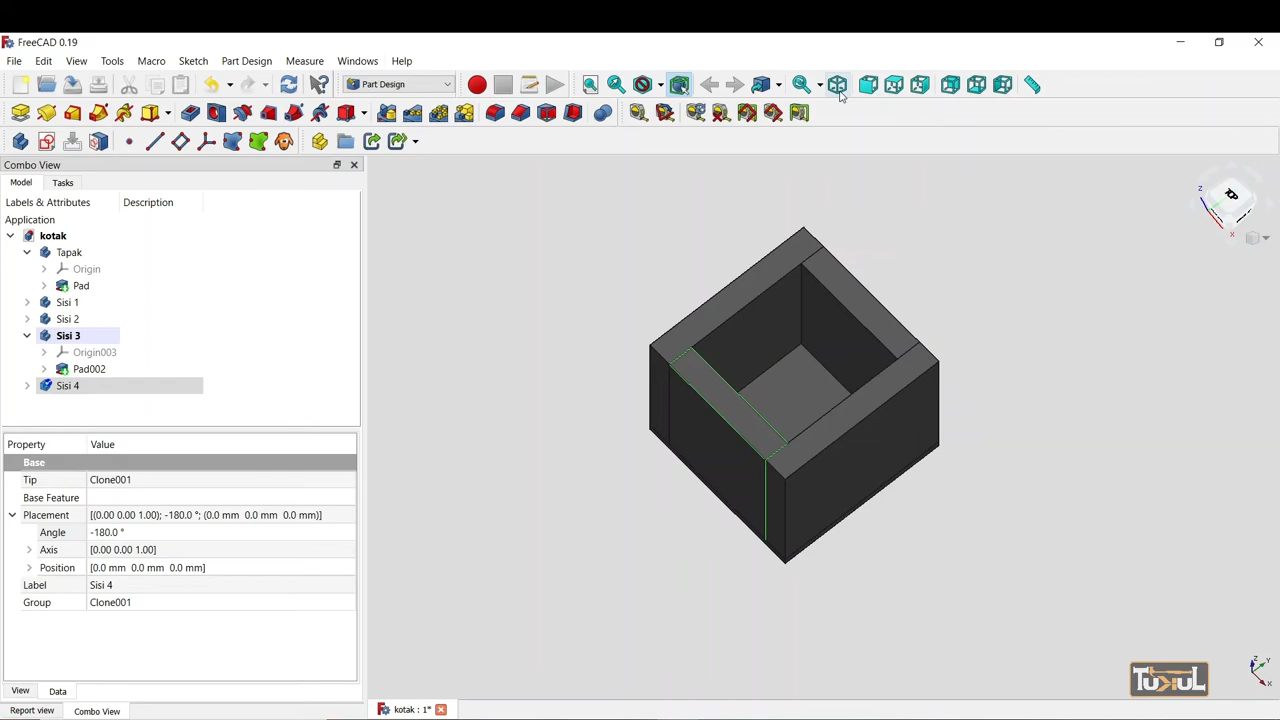 FreeCAD 0.19
File Edit View Tools Macro Sketch Part Design Measure Windows Help
Part Design
Combo View
Model Tasks
Labels & Attributes Description
Application
kotak
Tapak
Origin
Pad
Sisi 1
Sisi 2
Sisi 3
Origin003
Pad002
Sisi 4
Property Value
Base
Tip Clone001
Base Feature
Placement [(0.00 0.00 1.00); -180.0 °; (0.0 mm 0.0 mm 0.0 mm)]
Angle -180.0 °
Axis [0.00 0.00 1.00]
Position [0.0 mm 0.0 mm 0.0 mm]
Label Sisi 4
Group Clone001
View Data
Report view Combo View
kotak : 1*
Z
X
Z Y
X
TUKUL